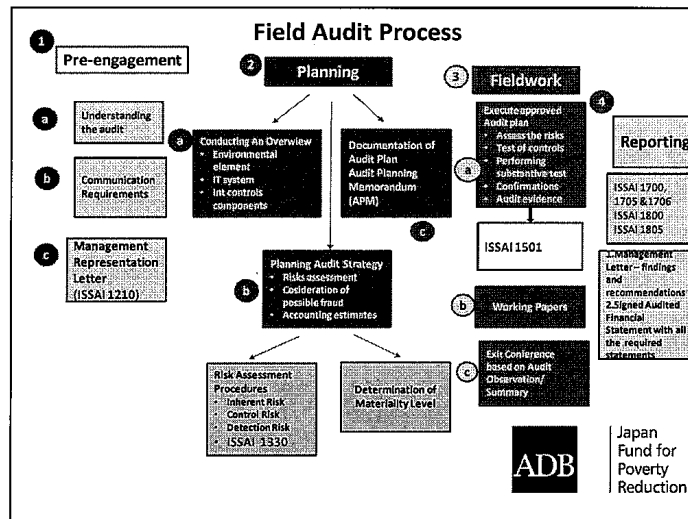 Field Audit Process
1
Pre-engagement
a
Understanding
the audit
b
Communication
Requirements
c
Management
Representation
Letter
(ISSAI 1210)
2
Planning
a
Conducting An Overview
• Environmental
element
• IT system
• Int controls
components
Documentation of
Audit Plan
Audit Planning
Memorandum
(APM)
c
b
Planning Audit Strategy
• Risks assessment
• Cosideration of
possible fraud
• Accounting estimates
Risk Assessment
Procedures
• Inherent Risk
• Control Risk
• Detection Risk
• ISSAI 1330
Determination of
Materiality Level
3
Fieldwork
a
Execute approved
Audit plan
• Assess the risks
• Test of controls
• Performing
substantive test
• Confirmations
• Audit evidence
ISSAI 1501
b
Working Papers
c
Exit Conference
based on Audit
Observation/
Summary
4
Reporting
ISSAI 1700,
1705 & 1706
ISSAI 1800
ISSAI 1805
1.Management
Letter – findings
and
recommendations
2.Signed Audited
Financial
Statement with all
the required
statements
ADB
Japan
Fund for
Poverty
Reduction